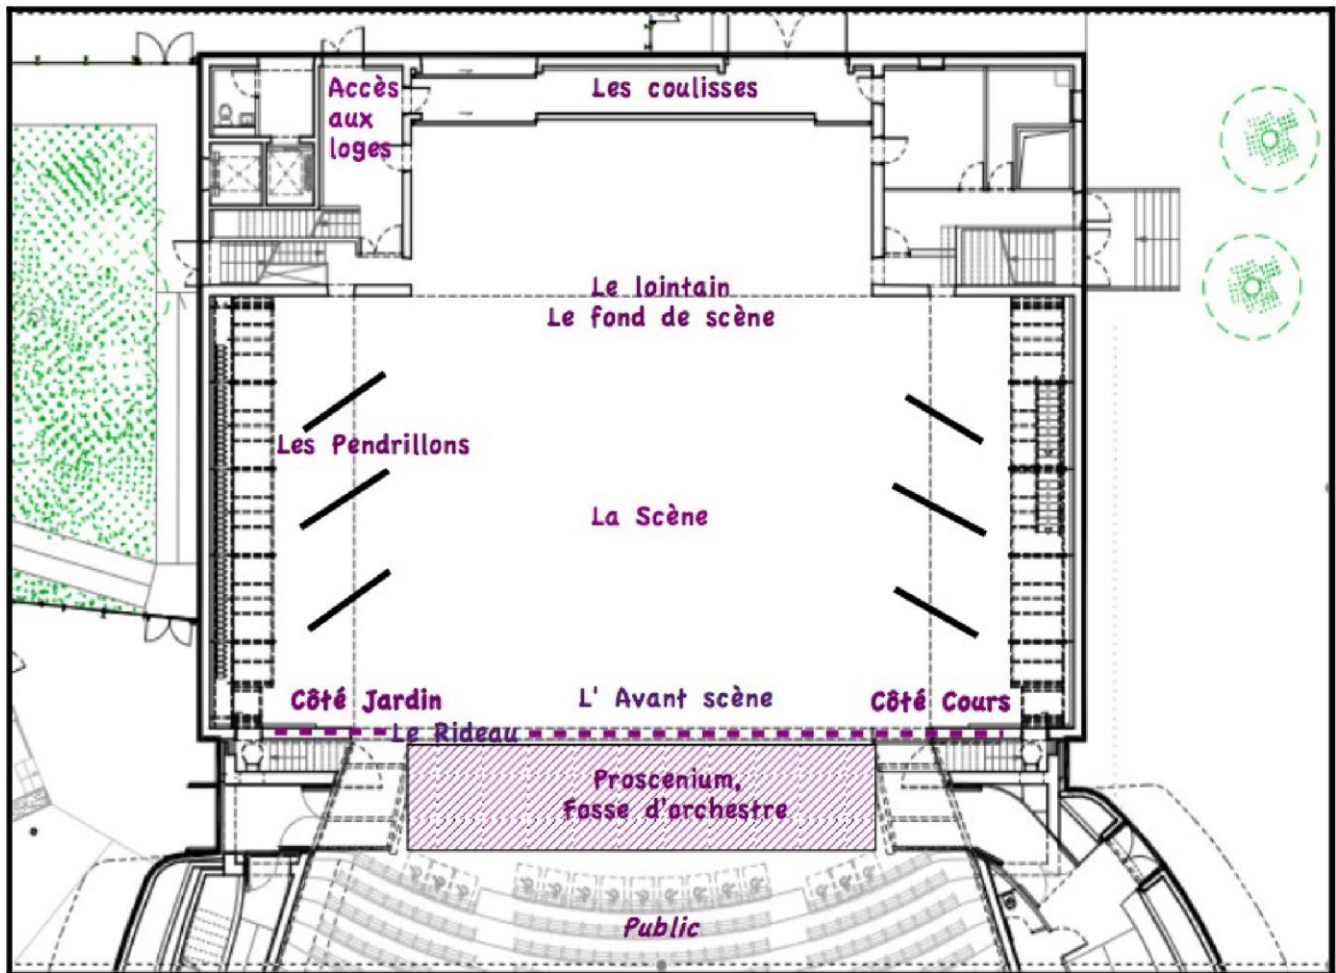 Accès
aux
loges
Les coulisses
Le lointain
Le fond de scène
Les Pendrillons
La Scène
Côté Jardin
L' Avant scène
Côté Cours
Le Rideau
Proscenium,
fosse d'orchestre
Public